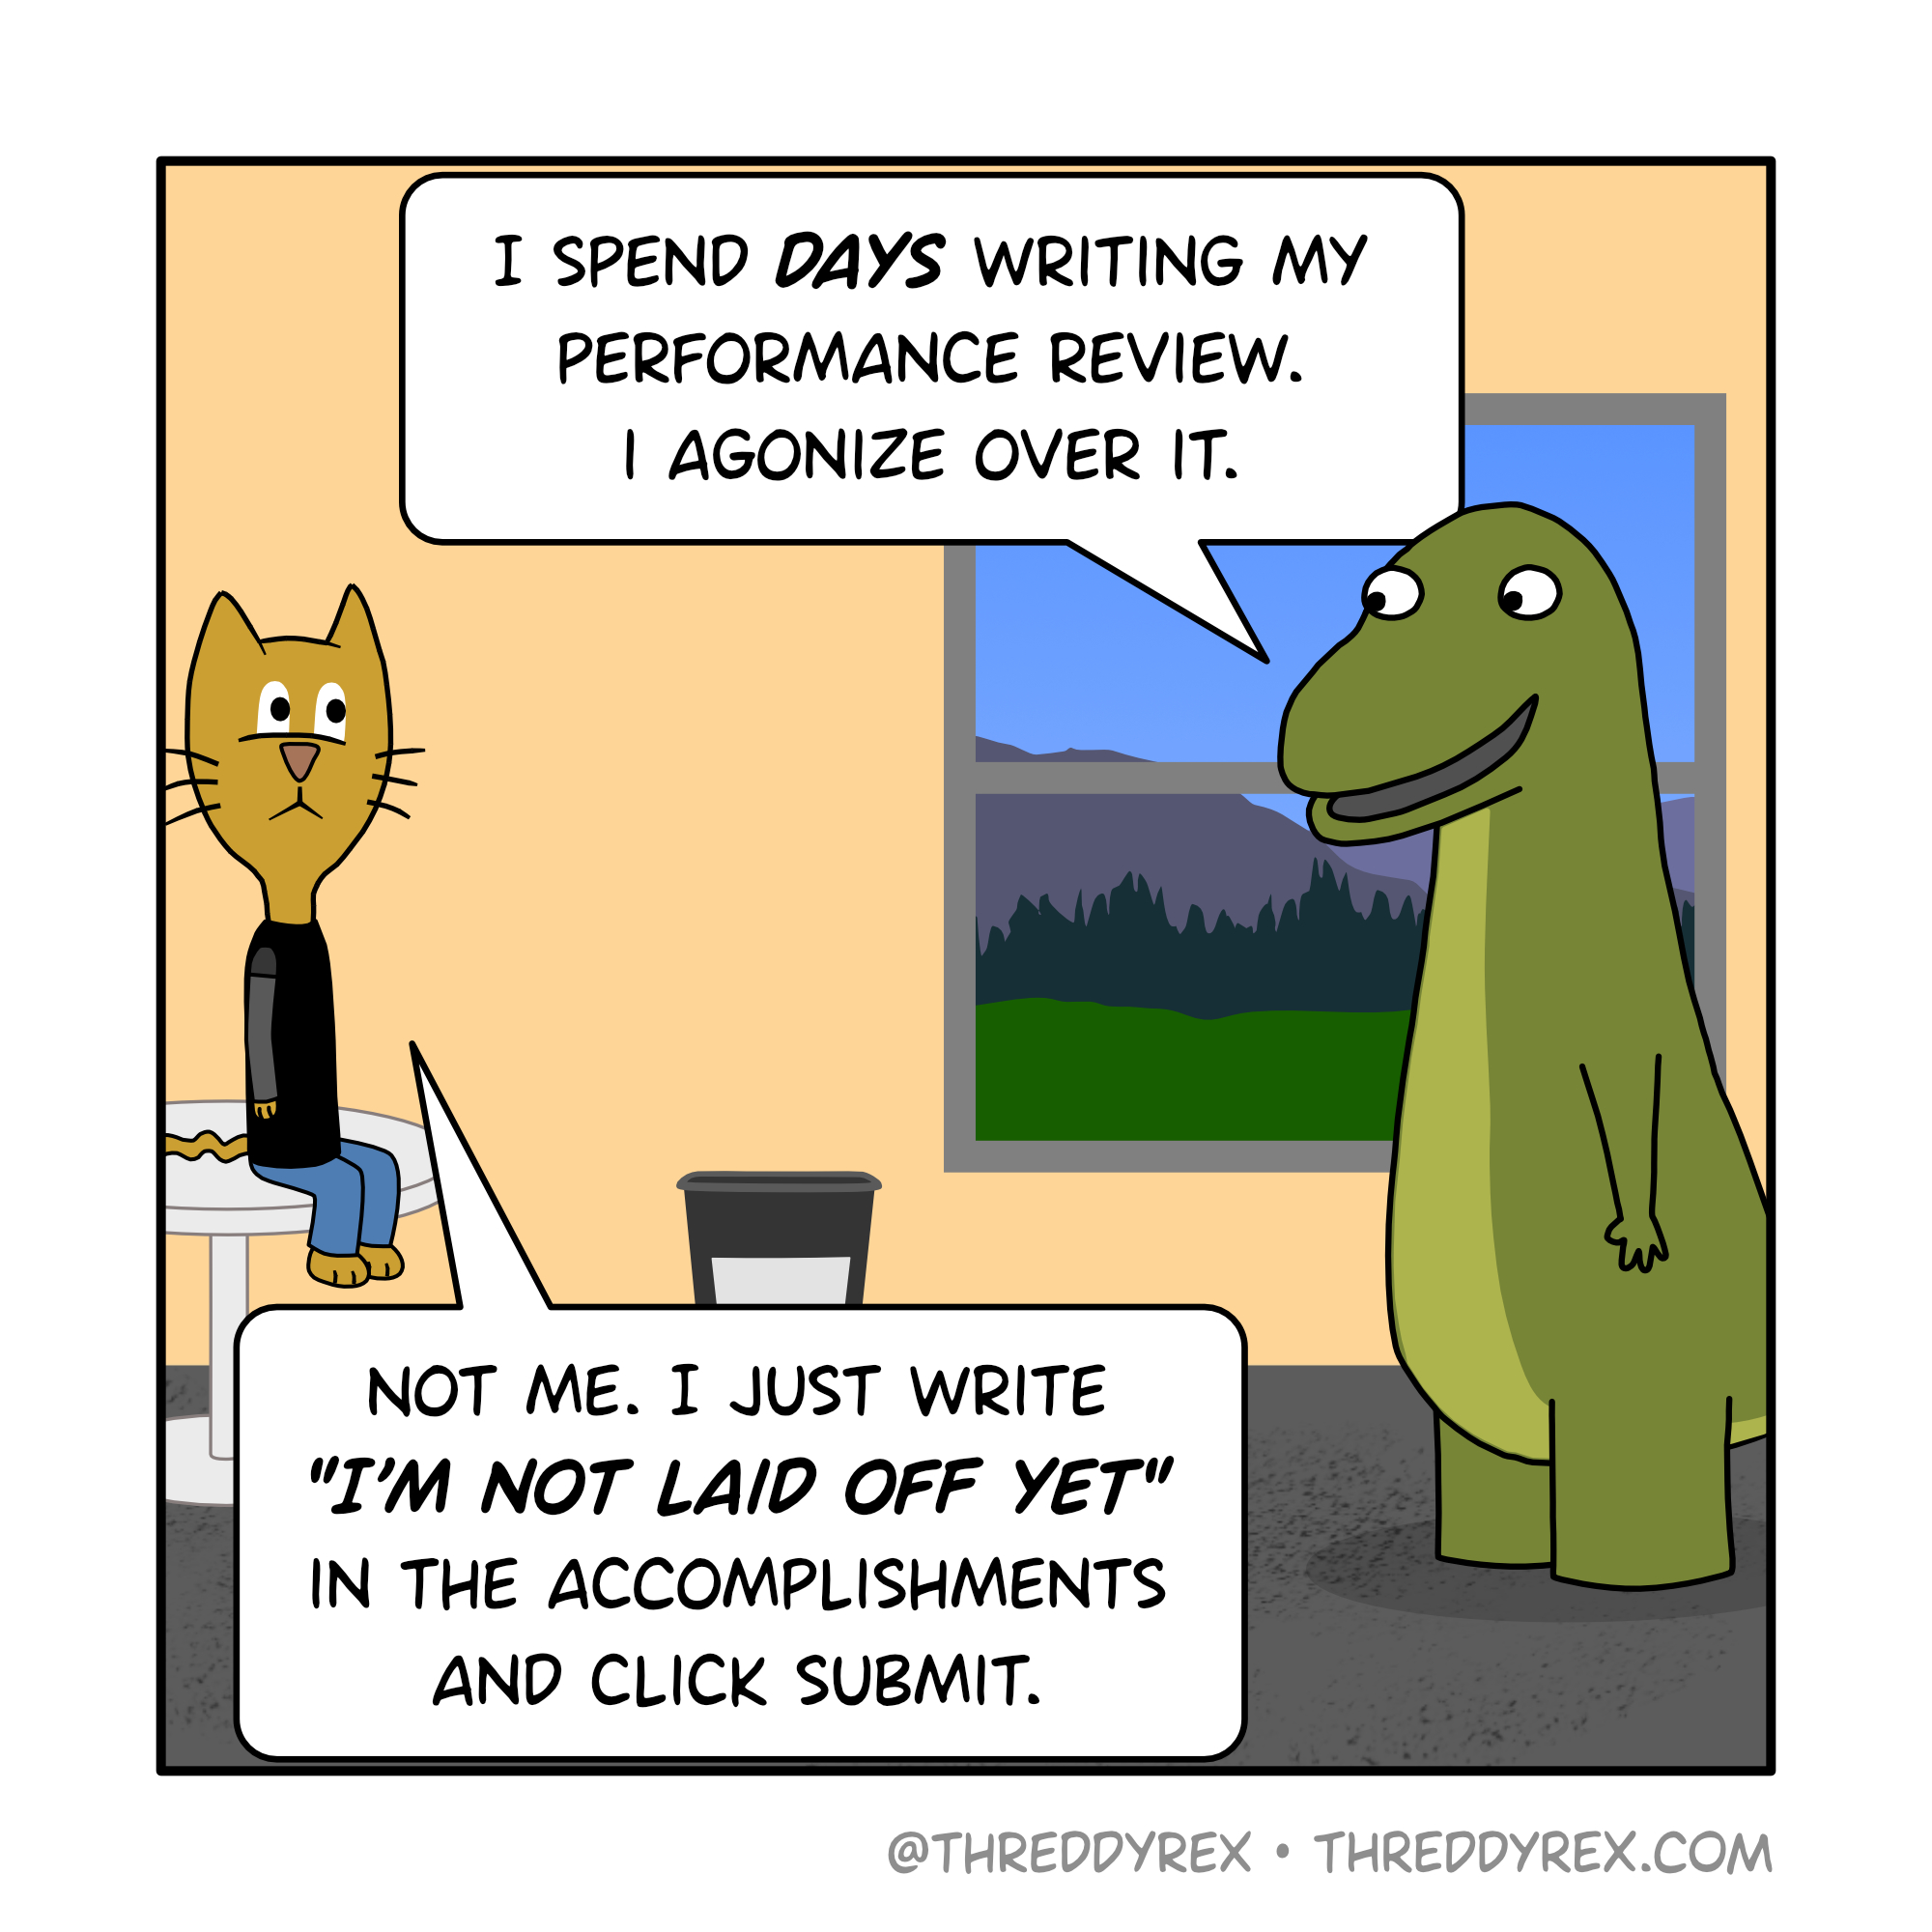 I SPEND DAYS WRITING MY
PERFORMANCE REVIEW.
I AGONIZE OVER IT.
NOT ME. I JUST WRITE
"I'M NOT LAID OFF YET"
IN THE ACCOMPLISHMENTS
AND CLICK SUBMIT.
@THREDDYREX • THREDDYREX.COM